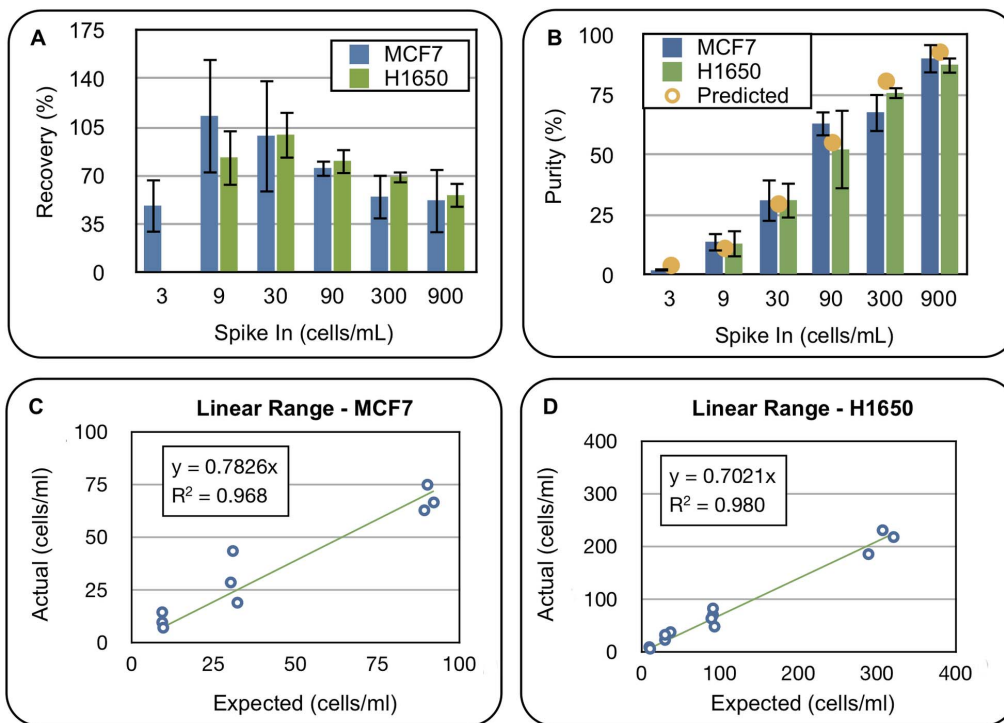 A
175
140
105
70
35
0
Recovery (%)
MCF7
H1650
3 9 30 90 300 900
Spike In (cells/mL)
B
100
75
50
25
0
Purity (%)
MCF7
H1650
Predicted
3 9 30 90 300 900
Spike In (cells/mL)
C
Linear Range - MCF7
100
75
50
25
0
Actual (cells/ml)
y = 0.7826x
R² = 0.968
0 25 50 75 100
Expected (cells/ml)
D
Linear Range - H1650
400
300
200
100
0
Actual (cells/ml)
y = 0.7021x
R² = 0.980
0 100 200 300 400
Expected (cells/ml)